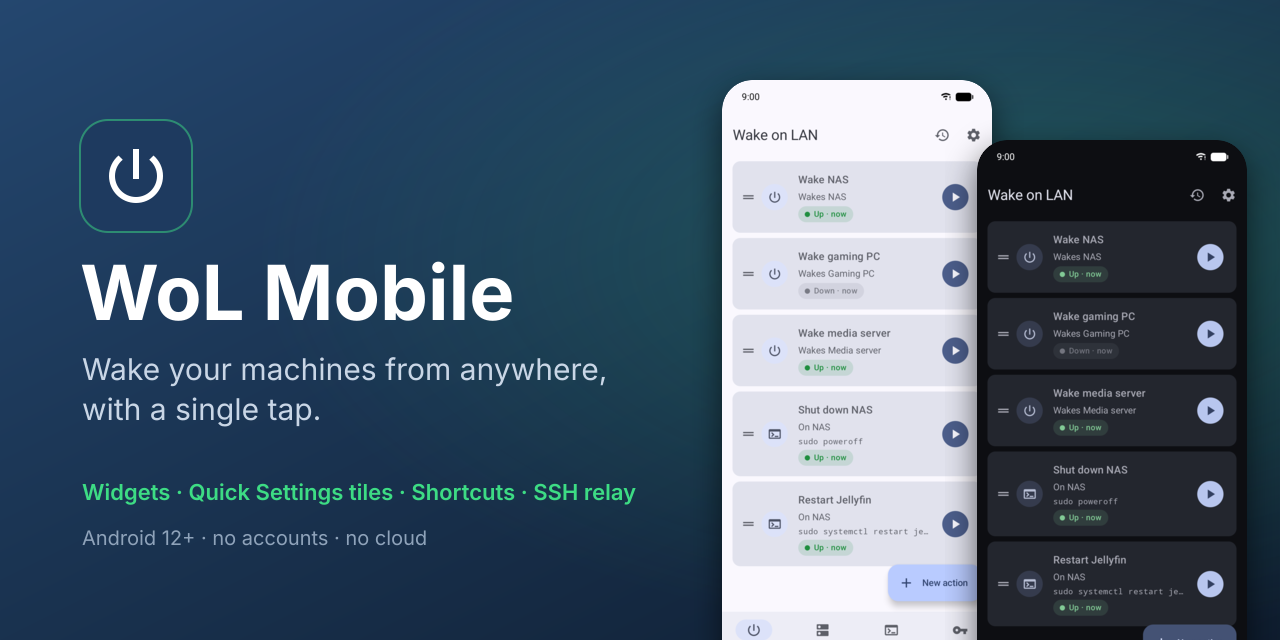 WoL Mobile
Wake your machines from anywhere,
with a single tap.
Widgets · Quick Settings tiles · Shortcuts · SSH relay
Android 12+ · no accounts · no cloud
9:00
Wake on LAN
Wake NAS
Wakes NAS
Up · now
Wake gaming PC
Wakes Gaming PC
Down · now
Wake media server
Wakes Media server
Up · now
Shut down NAS
On NAS
sudo poweroff
Up · now
Restart Jellyfin
On NAS
sudo systemctl restart je…
Up · now
New action
9:00
Wake on LAN
Wake NAS
Wakes NAS
Up · now
Wake gaming PC
Wakes Gaming PC
Down · now
Wake media server
Wakes Media server
Up · now
Shut down NAS
On NAS
sudo poweroff
Up · now
Restart Jellyfin
On NAS
sudo systemctl restart je…
Up · now